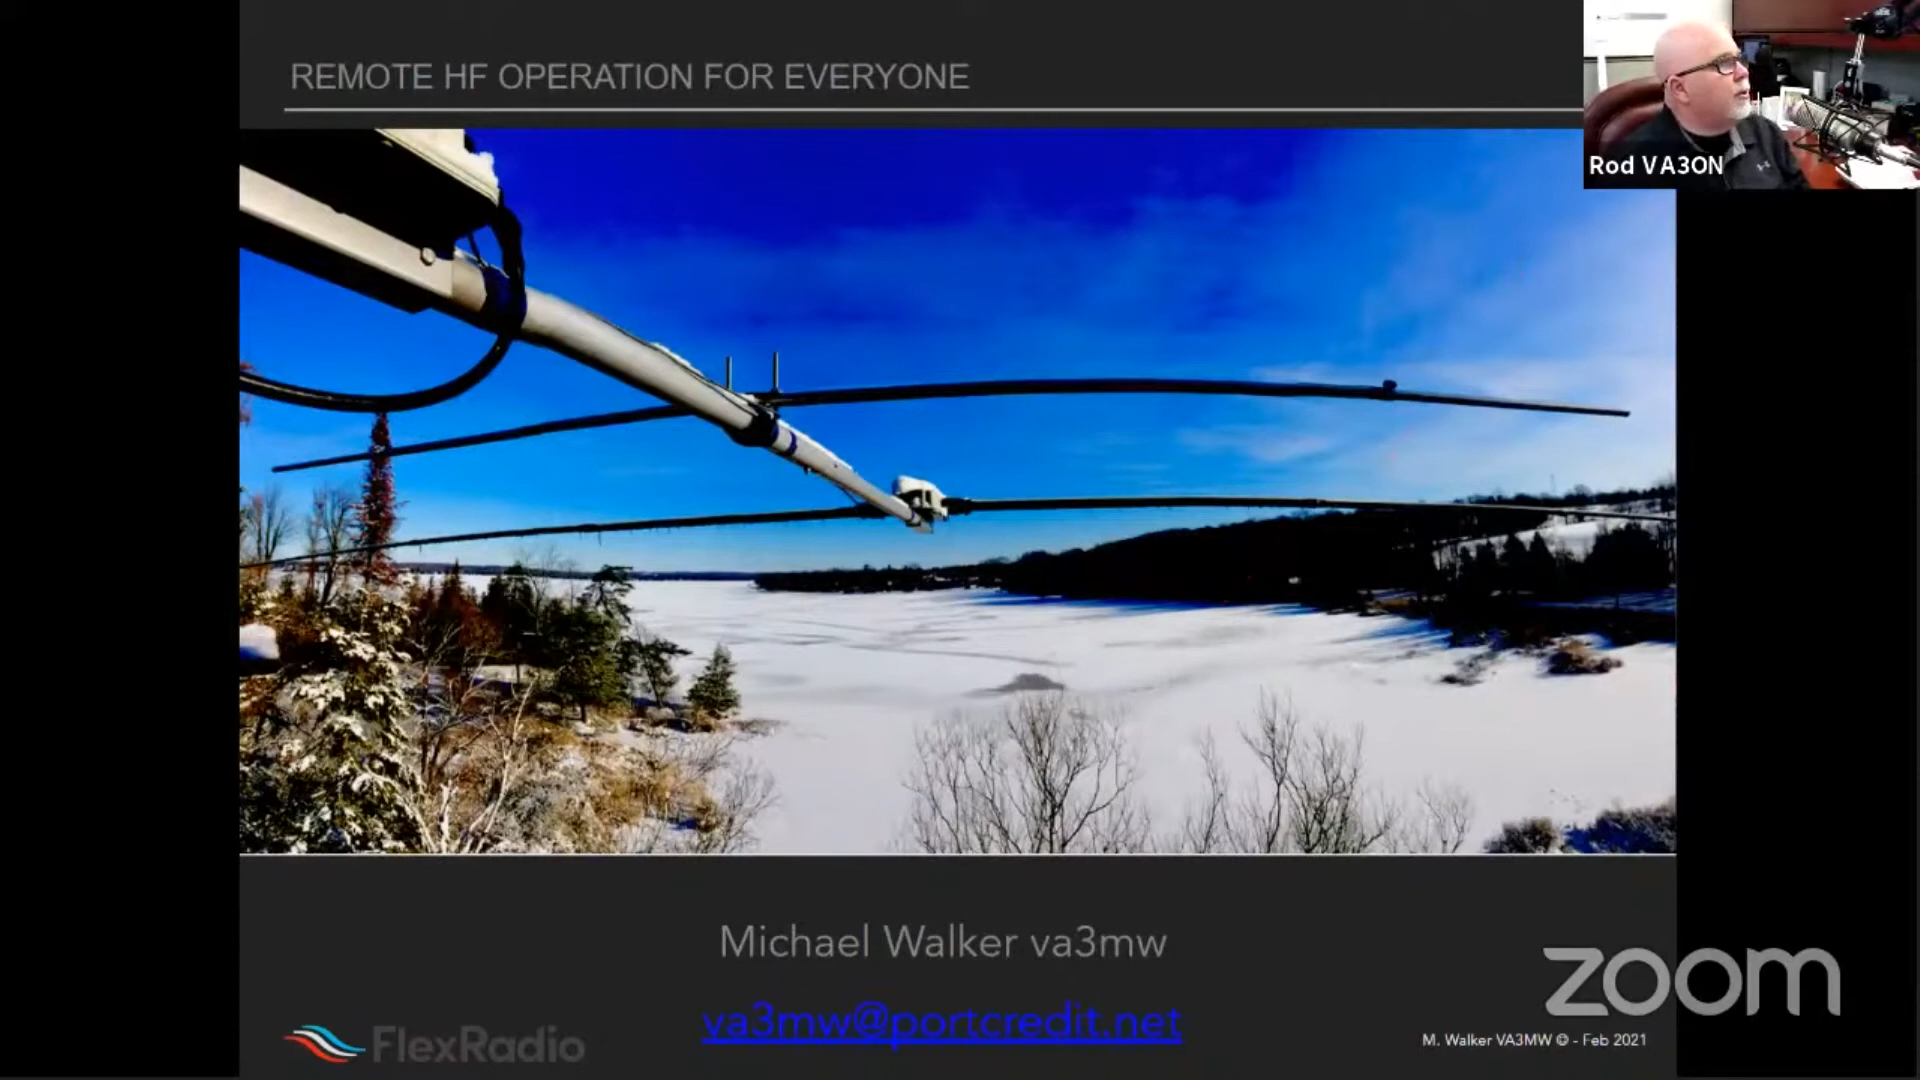 REMOTE HF OPERATION FOR EVERYONE
Rod VA3ON
Michael Walker va3mw
va3mw@portcredit.net
FlexRadio
zoom
M. Walker VA3MW © - Feb 2021